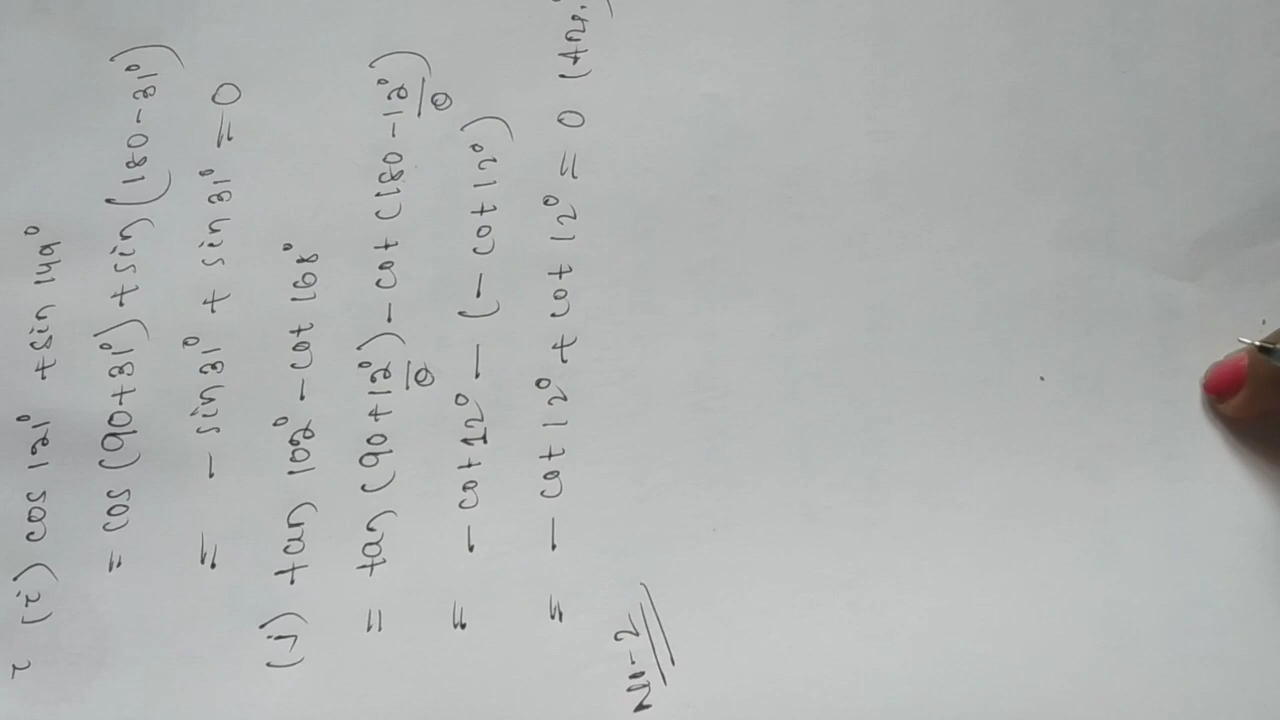 (i) cos 121° + sin 149°
= cos (90+31°) + sin (180-31°)
= - sin 31° + sin 31° = 0
(j) tan 102° - cot 168°
= tan (90+12°) - cot (180-12°)
θ θ
= - cot 12° - (- cot 12°)
= - cot 12° + cot 12° = 0 (Ans.)
No-2